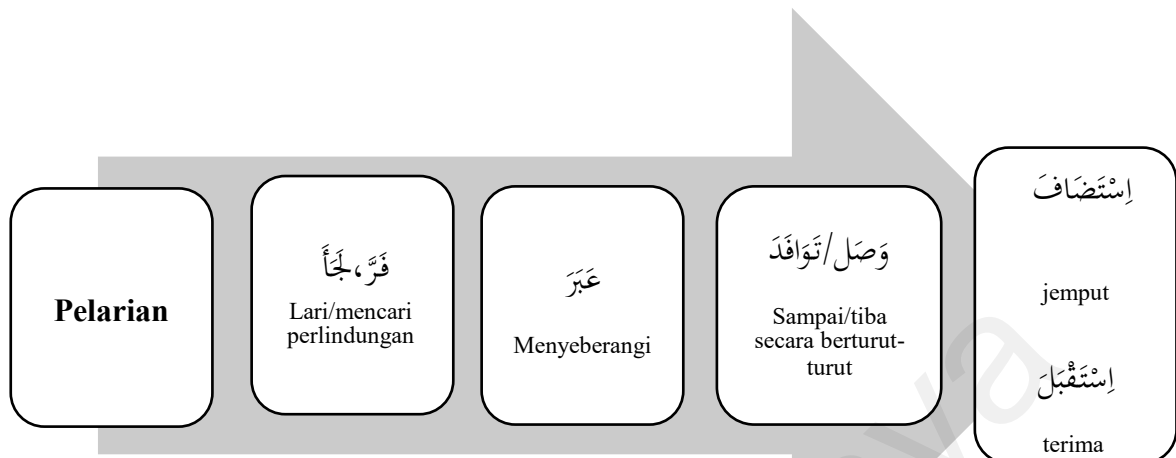 Pelarian
فَرَّ، لَجَأَ
Lari/mencari
perlindungan
عَبَرَ
Menyeberangi
وَصَل/تَوَافَدَ
Sampai/tiba
secara berturut-
turut
اِسْتَضَافَ
jemput
اِسْتَقْبَلَ
terima